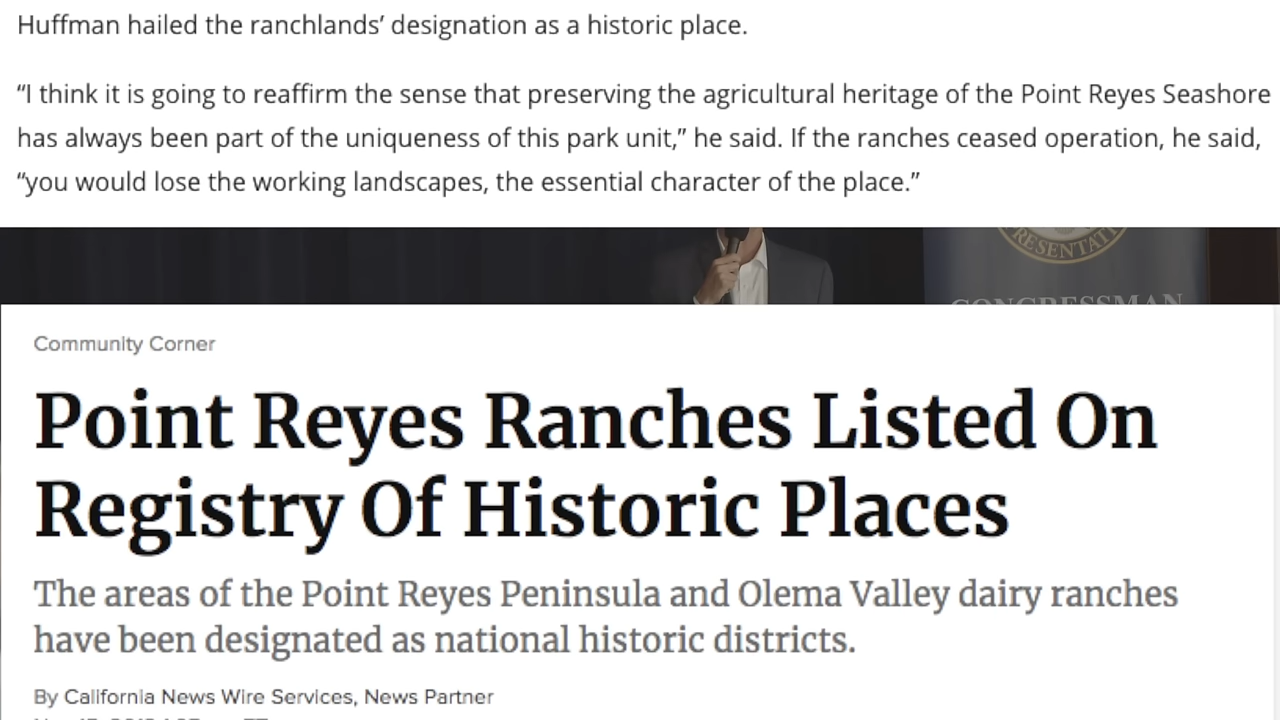 Huffman hailed the ranchlands’ designation as a historic place.
“I think it is going to reaffirm the sense that preserving the agricultural heritage of the Point Reyes Seashore
has always been part of the uniqueness of this park unit,” he said. If the ranches ceased operation, he said,
“you would lose the working landscapes, the essential character of the place.”
CONGRESSMAN
Community Corner
Point Reyes Ranches Listed On
Registry Of Historic Places
The areas of the Point Reyes Peninsula and Olema Valley dairy ranches
have been designated as national historic districts.
By California News Wire Services, News Partner